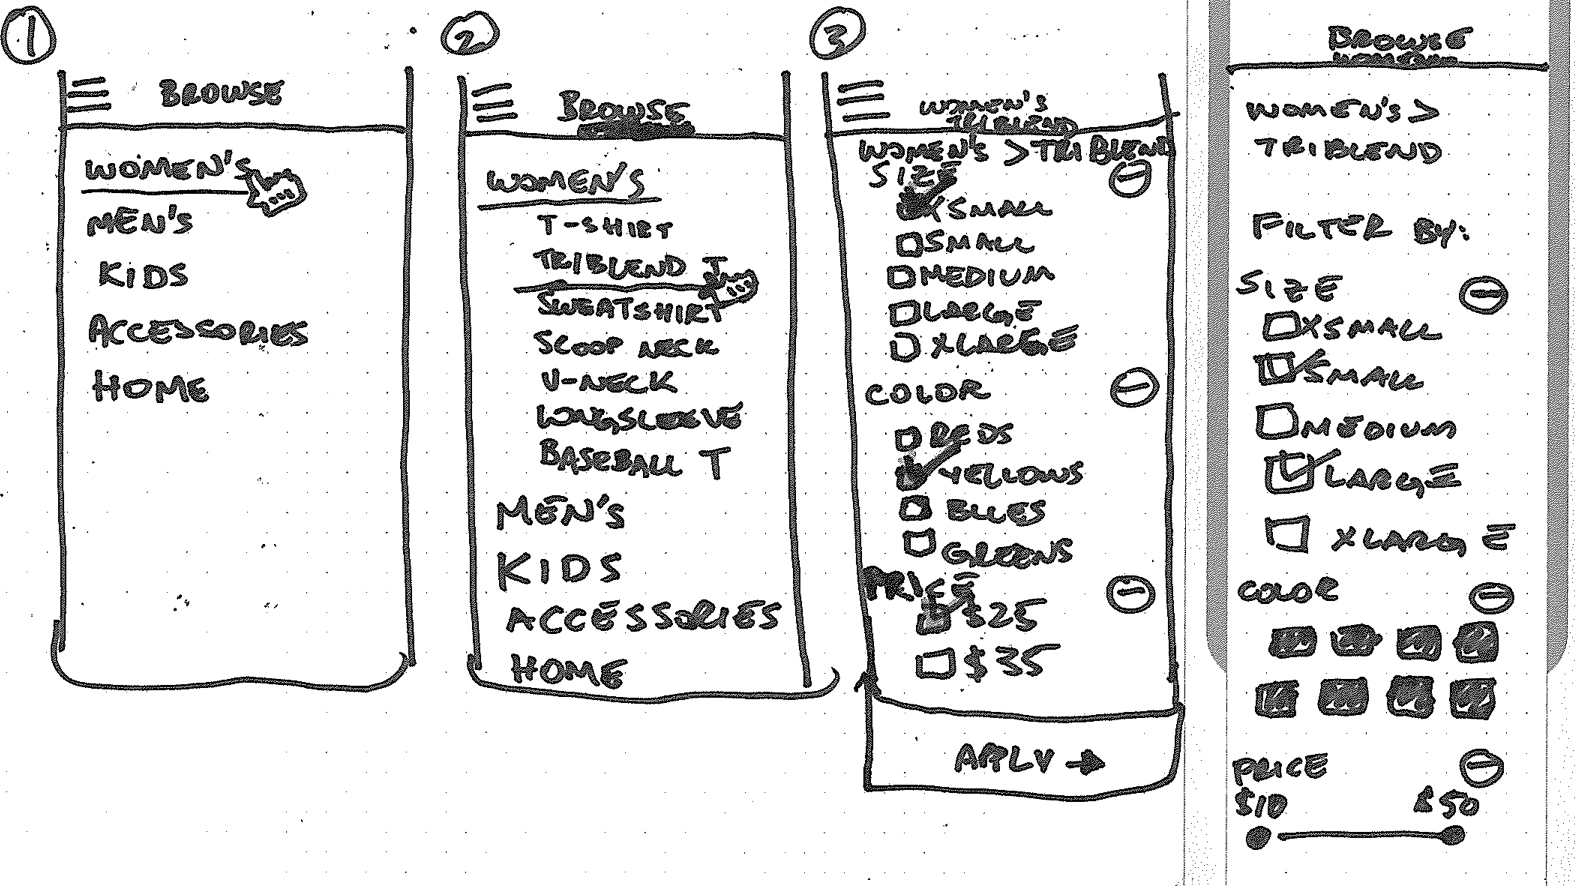 1
BROWSE
WOMEN'S
MEN'S
KIDS
ACCESSORIES
HOME
2
BROWSE
WOMEN'S
T-SHIRT
TRIBLEND T
SWEATSHIRT
SCOOP NECK
V-NECK
LONGSLEEVE
BASEBALL T
MEN'S
KIDS
ACCESSORIES
HOME
3
WOMEN'S
TRIBLEND
WOMEN'S > TRIBLEND
SIZE
XSMALL
SMALL
MEDIUM
LARGE
XLARGE
COLOR
REDS
YELLOWS
BLUES
GREENS
PRICE
$25
$35
APPLY →
BROWSE
WOMEN'S >
TRIBLEND
FILTER BY:
SIZE
XSMALL
SMALL
MEDIUM
LARGE
XLARGE
COLOR
PRICE
$10 $50